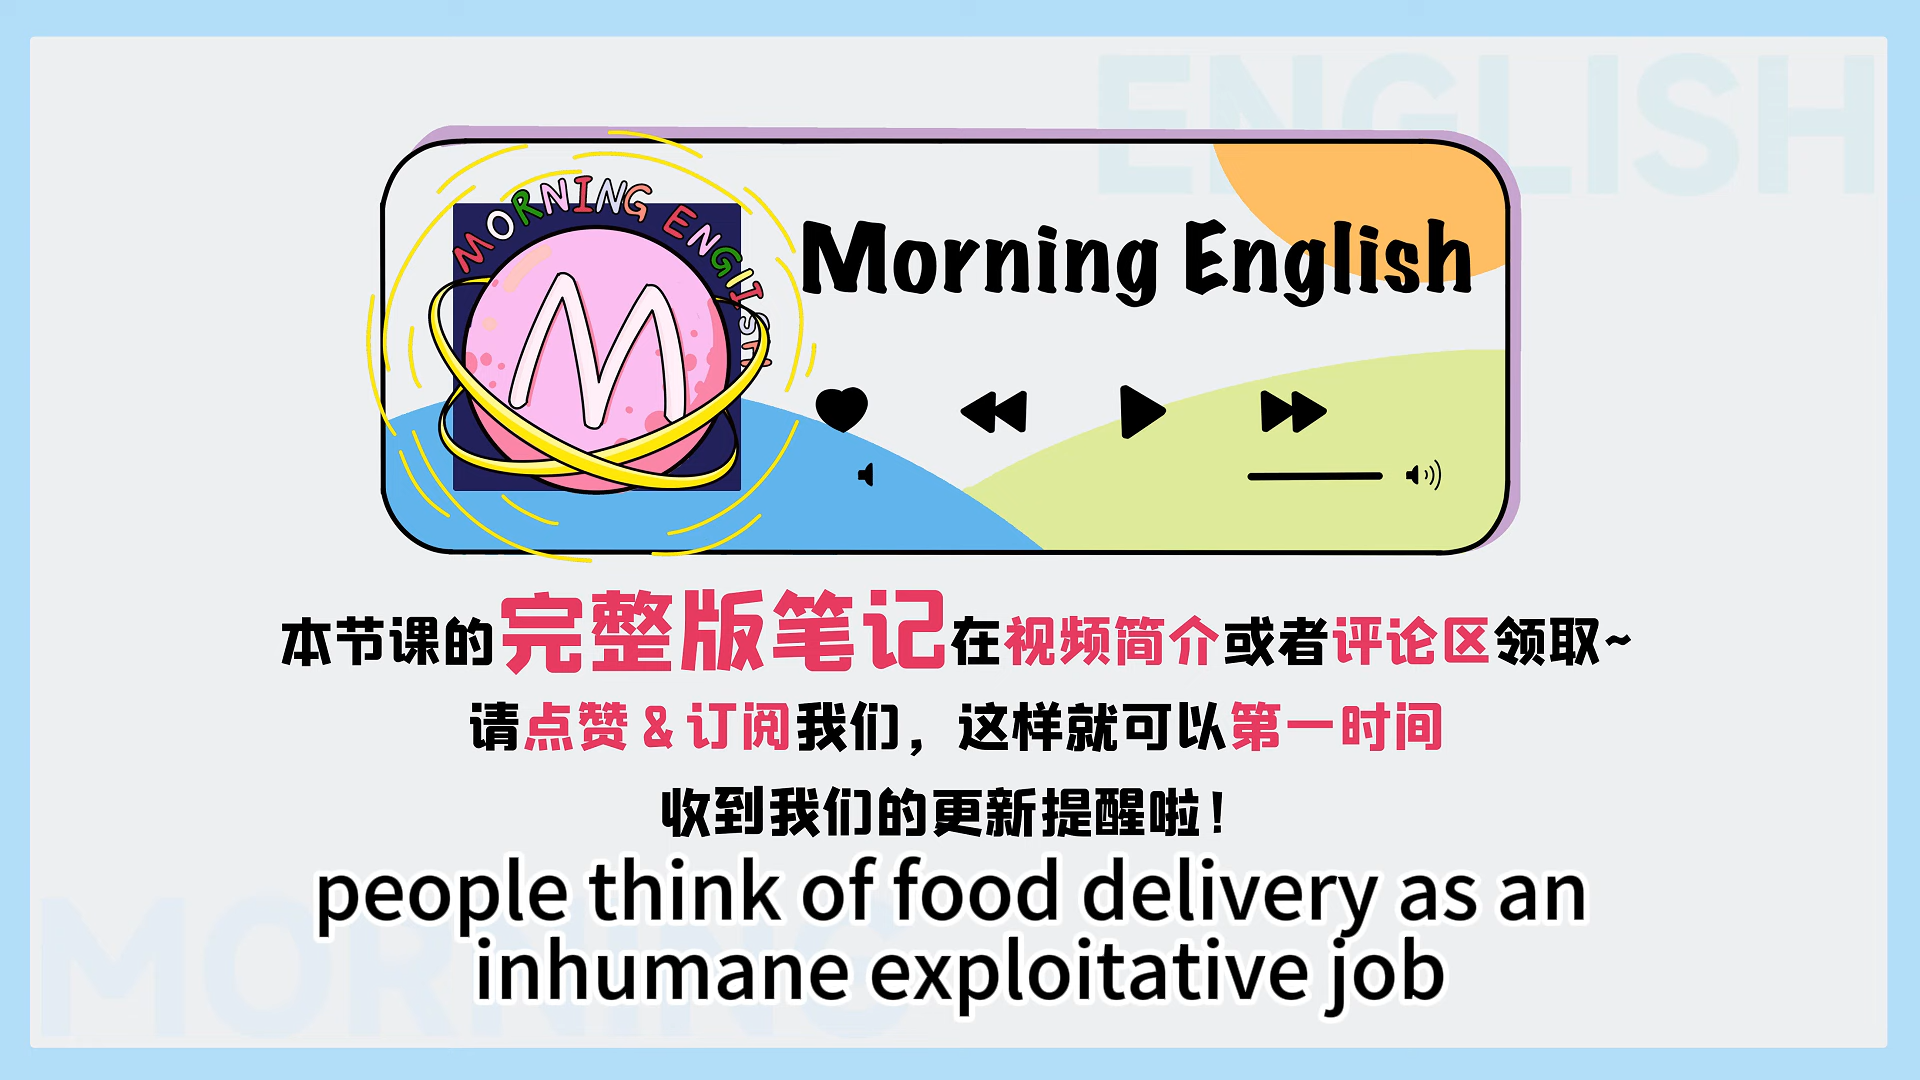 ENGLISH
MORNING ENGLISH
M
Morning English
本节课的完整版笔记在视频简介或者评论区领取~
请点赞&订阅我们，这样就可以第一时间
收到我们的更新提醒啦！
MORNING
people think of food delivery as an
inhumane exploitative job